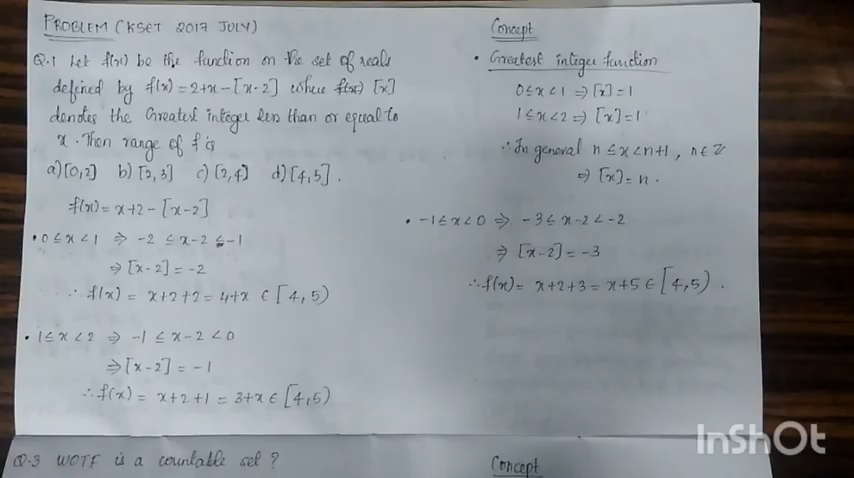 PROBLEM (KSET 2017 JULY)
Q.1 Let f(x) be the function on the set of reals
defined by f(x) = 2+x-[x-2] where f(x) [x]
denotes the Greatest integer less than or equal to
x. Then range of f is
a) [0,2] b) [2,3] c) [2,4] d) [4,5].
f(x) = x+2-[x-2]
• 0≤x<1 ⇒ -2 ≤ x-2 ≤ -1
⇒ [x-2] = -2
∴ f(x) = x+2+2 = 4+x ∈ [4,5)
• 1≤x<2 ⇒ -1 ≤ x-2 < 0
⇒ [x-2] = -1
∴ f(x) = x+2+1 = 3+x ∈ [4,5)
Concept
• Greatest integer function
0≤x<1 ⇒ [x]=1
1≤x<2 ⇒ [x]=1
∴ In general n ≤ x < n+1, n∈Z
⇒ [x]=n.
• -1≤x<0 ⇒ -3≤ x-2 < -2
⇒ [x-2] = -3
∴ f(x) = x+2+3 = x+5 ∈ [4,5).
Q.3 WOTF is a countable set?
Concept
InShOt